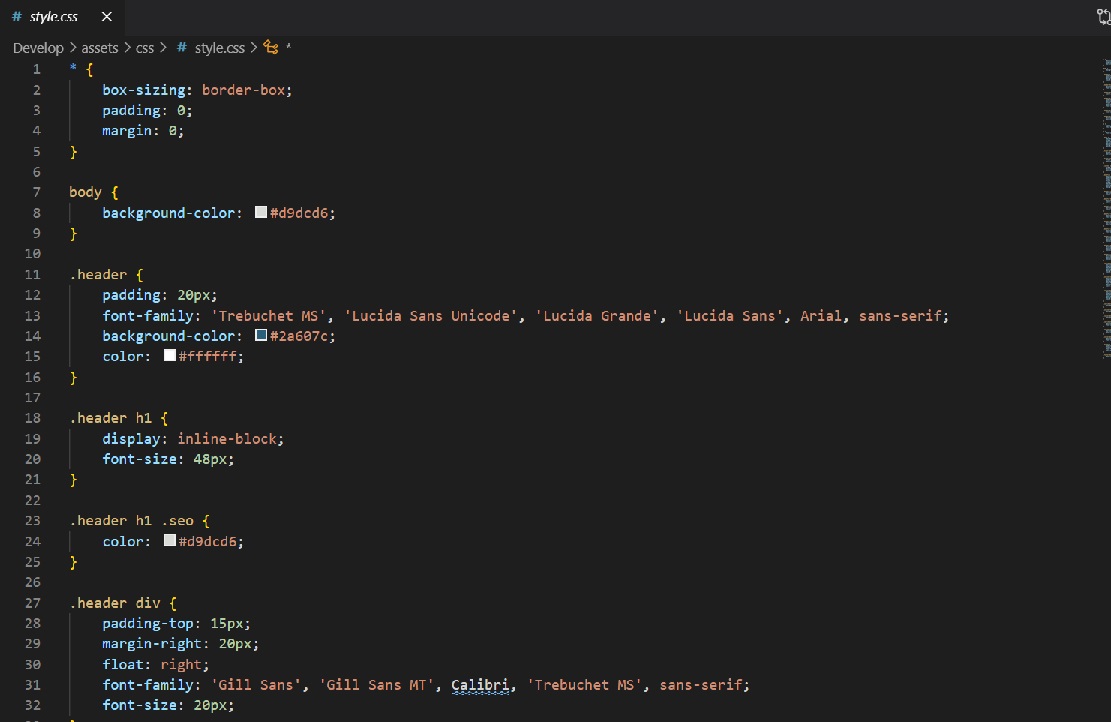 # style.css ×
Develop > assets > css > # style.css > *
1 * {
2     box-sizing: border-box;
3     padding: 0;
4     margin: 0;
5 }
6
7 body {
8     background-color: #d9dcd6;
9 }
10
11 .header {
12     padding: 20px;
13     font-family: 'Trebuchet MS', 'Lucida Sans Unicode', 'Lucida Grande', 'Lucida Sans', Arial, sans-serif;
14     background-color: #2a607c;
15     color: #ffffff;
16 }
17
18 .header h1 {
19     display: inline-block;
20     font-size: 48px;
21 }
22
23 .header h1 .seo {
24     color: #d9dcd6;
25 }
26
27 .header div {
28     padding-top: 15px;
29     margin-right: 20px;
30     float: right;
31     font-family: 'Gill Sans', 'Gill Sans MT', Calibri, 'Trebuchet MS', sans-serif;
32     font-size: 20px;